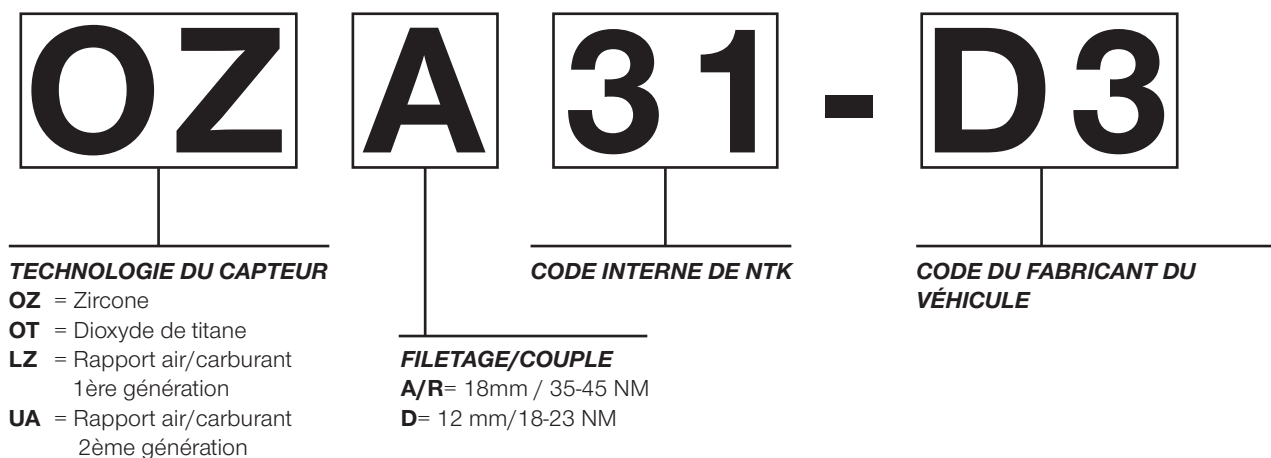 OZ A 31 - D3
TECHNOLOGIE DU CAPTEUR
OZ = Zircone
OT = Dioxyde de titane
LZ = Rapport air/carburant
1ère génération
UA = Rapport air/carburant
2ème génération
FILETAGE/COUPLE
A/R= 18mm / 35-45 NM
D= 12 mm/18-23 NM
CODE INTERNE DE NTK
CODE DU FABRICANT DU
VÉHICULE